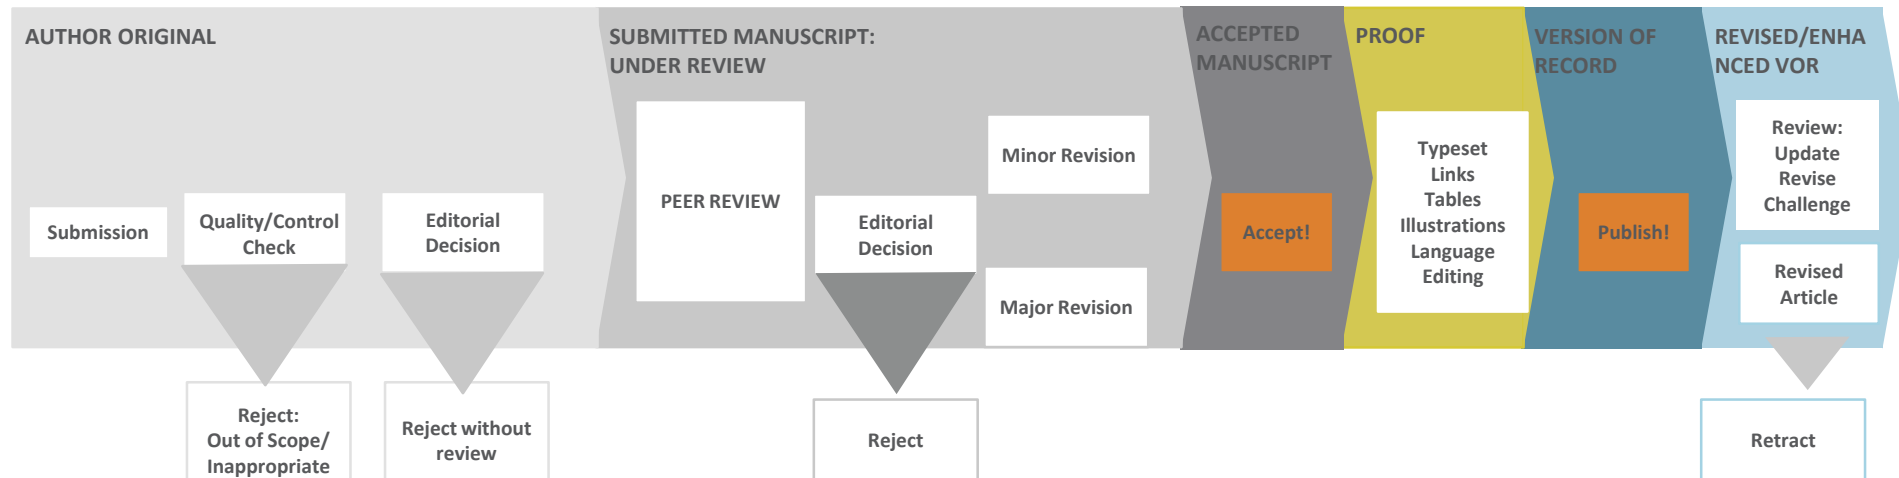 AUTHOR ORIGINAL
SUBMITTED MANUSCRIPT:
UNDER REVIEW
ACCEPTED
MANUSCRIPT
PROOF
VERSION OF
RECORD
REVISED/ENHA
NCED VOR
Submission
Quality/Control
Check
Editorial
Decision
PEER REVIEW
Editorial
Decision
Minor Revision
Major Revision
Accept!
Typeset
Links
Tables
Illustrations
Language
Editing
Publish!
Review:
Update
Revise
Challenge
Revised
Article
Reject:
Out of Scope/
Inappropriate
Reject without
review
Reject
Retract